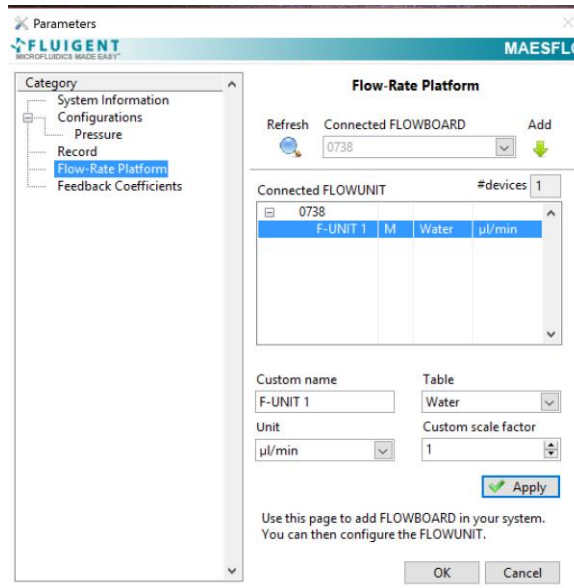 Parameters
FLUIGENT
MICROFLUIDICS MADE EASY
MAESFLO
Category
System Information
Configurations
Pressure
Record
Flow-Rate Platform
Feedback Coefficients
Flow-Rate Platform
Refresh Connected FLOWBOARD Add
0738
Connected FLOWUNIT #devices 1
0738
F-UNIT 1 M Water µl/min
Custom name Table
F-UNIT 1 Water
Unit Custom scale factor
µl/min 1
Apply
Use this page to add FLOWBOARD in your system.
You can then configure the FLOWUNIT.
OK Cancel